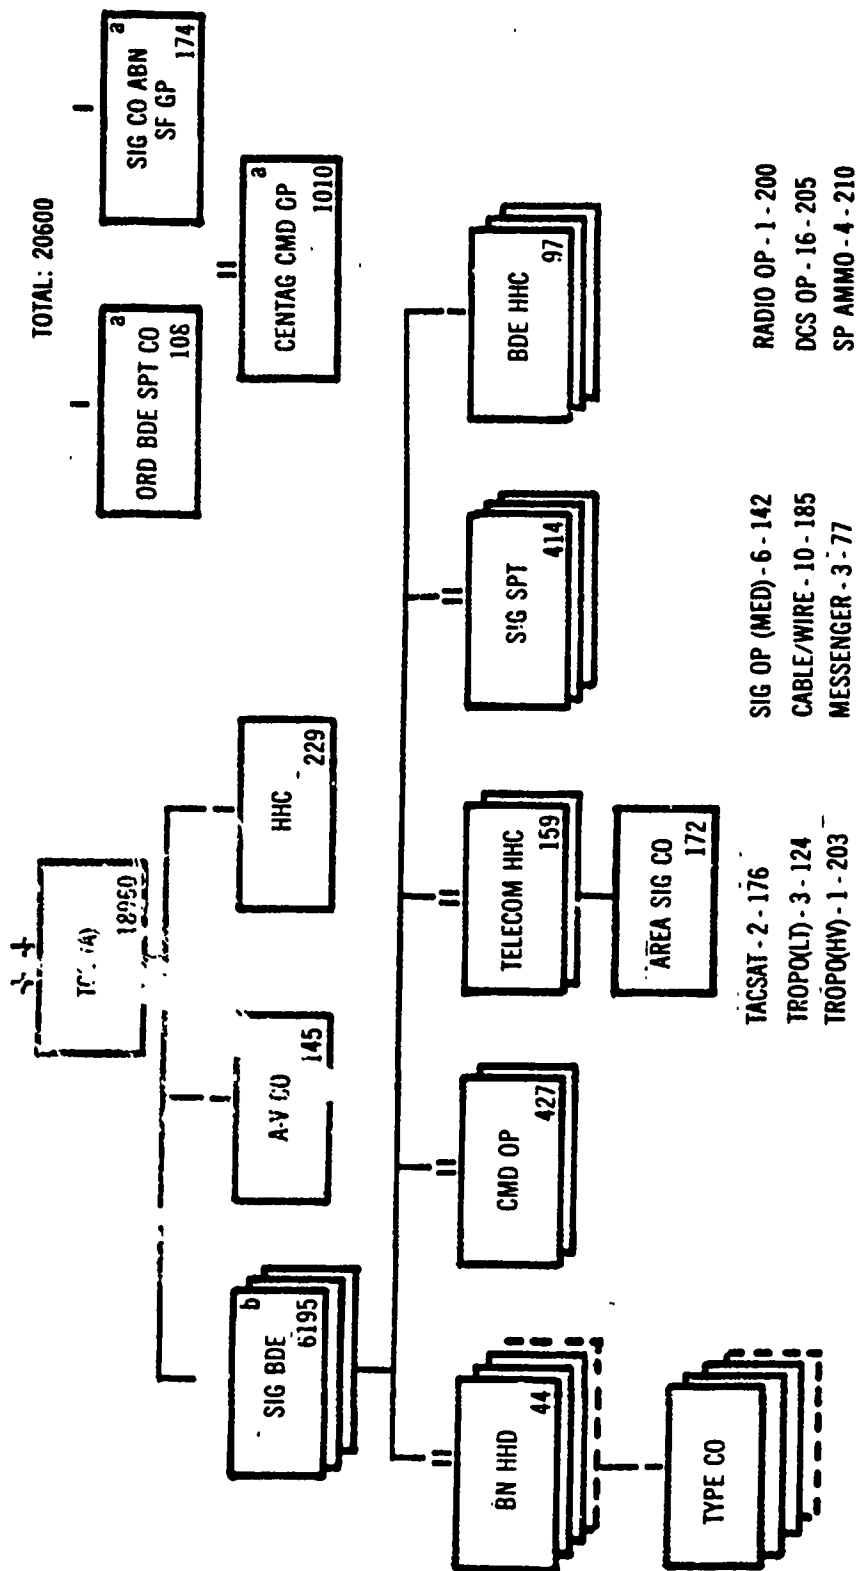 TOTAL: 20600
a
ORD BDE SPT CO
108
a
SIG CO ABN
SF GP
174
a
CENTAG CMD OP
1010
(A)
b
SIG BDE
6195
A-V CO
145
HHC
229
BN HHD
44
CMD OP
427
TELECOM HHC
159
SIG SPT
414
BDE HHC
97
TYPE CO
AREA SIG CO
172
TACSAT - 2 - 176
TROPO(LT) - 3 - 124
TROPO(HV) - 1 - 203
SIG OP (MED) - 6 - 142
CABLE/WIRE - 10 - 185
MESSENGER - 3 - 77
RADIO OP - 1 - 200
DCS OP - 16 - 205
SP AMMO - 4 - 210